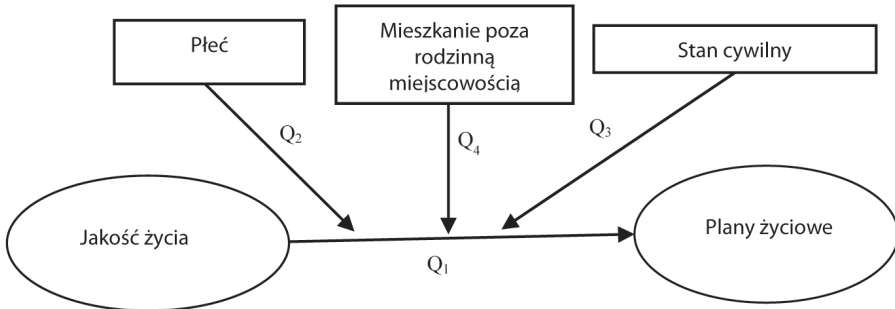 Płeć
Mieszkanie poza
rodzinną
miejscowością
Stan cywilny
Q2
Q4
Q3
Jakość życia
Plany życiowe
Q1